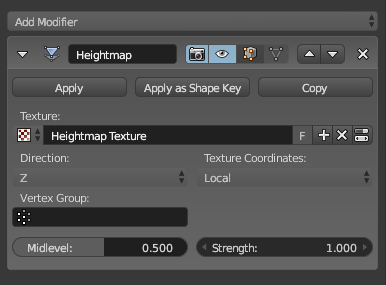 Add Modifier
Heightmap
Apply Apply as Shape Key Copy
Texture:
Heightmap Texture F
Direction: Texture Coordinates:
Z Local
Vertex Group:
Midlevel: 0.500 Strength: 1.000